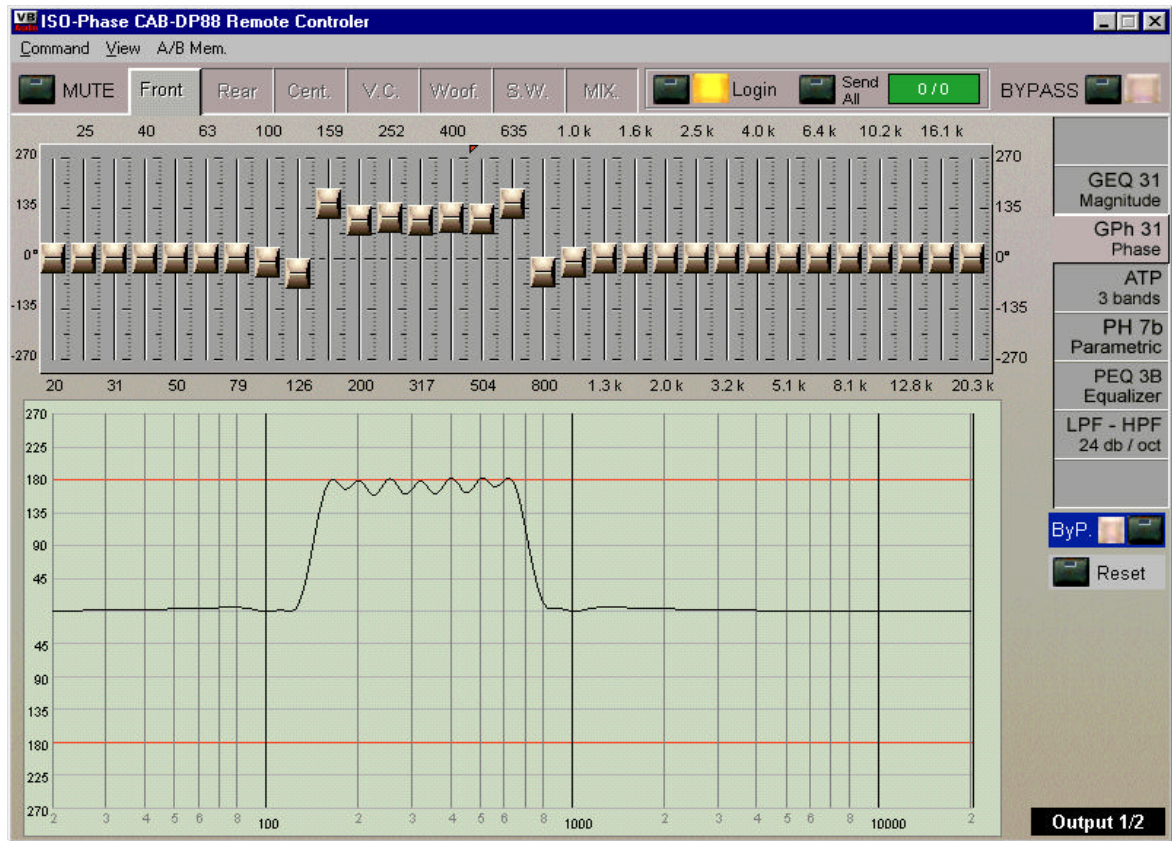 VB Audio ISO-Phase CAB-DP88 Remote Controler
Command View A/B Mem.
MUTE Front Rear Cent. V.C. Woof. S.W. MIX. Login Send All 0 / 0 BYPASS
25 40 63 100 159 252 400 635 1.0 k 1.6 k 2.5 k 4.0 k 6.4 k 10.2 k 16.1 k
270 270
135 135
0° 0°
-135 -135
-270 -270
20 31 50 79 126 200 317 504 800 1.3 k 2.0 k 3.2 k 5.1 k 8.1 k 12.8 k 20.3 k
GEQ 31
Magnitude
GPh 31
Phase
ATP
3 bands
PH 7b
Parametric
PEQ 3B
Equalizer
LPF - HPF
24 db / oct
ByP.
Reset
270
225
180
135
90
45
45
90
135
180
225
270
2 3 4 5 6 8 100 2 3 4 5 6 8 1000 2 3 4 5 6 8 10000 2
Output 1/2